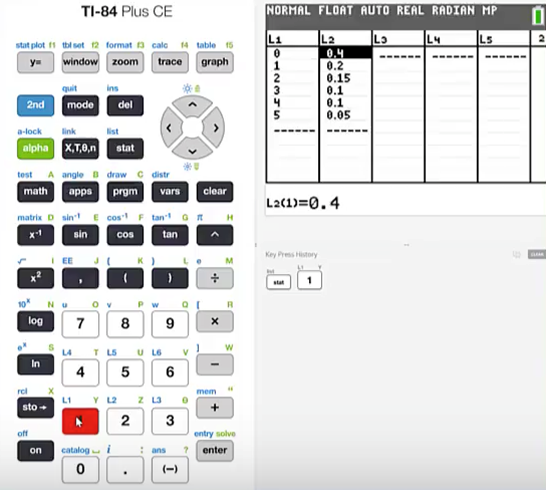 TI-84 Plus CE
stat plot f1 tbl set f2 format f3 calc f4 table f5
y= window zoom trace graph
quit ins
2nd mode del
a-lock link list
alpha X,T,θ,n stat
test A angle B draw C distr
math apps prgm vars clear
matrix D sin⁻¹ E cos⁻¹ F tan⁻¹ G π H
x⁻¹ sin cos tan ^
√ I EE J { K } L e M
x² , ( ) ÷
10ˣ N u O v P w Q [ R
log 7 8 9 ×
eˣ S L4 T L5 U L6 V ] W
ln 4 5 6 −
rcl X L1 Y L2 Z L3 θ mem "
sto→ 2 3 +
off catalog i : ans ? entry solve
on 0 . (−) enter
NORMAL FLOAT AUTO REAL RADIAN MP
L1 L2 L3 L4 L5 2
0 0.4 ------ ------ ------
1 0.2
2 0.15
3 0.1
4 0.1
5 0.05
------ ------
L2(1)=0.4
Key Press History
list L1 Y
stat 1
CLEAR